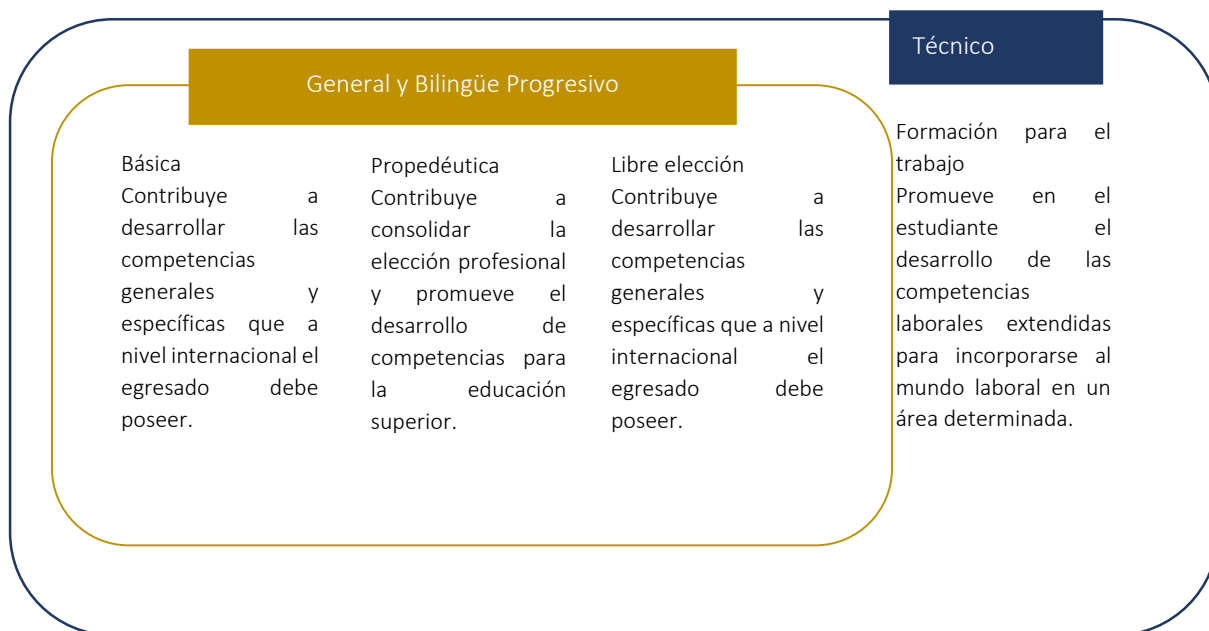 Técnico
General y Bilingüe Progresivo
Básica
Contribuye a
desarrollar las
competencias
generales y
específicas que a
nivel internacional el
egresado debe
poseer.
Propedéutica
Contribuye a
consolidar la
elección profesional
y promueve el
desarrollo de
competencias para
la educación
superior.
Libre elección
Contribuye a
desarrollar las
competencias
generales y
específicas que a nivel
internacional el
egresado debe
poseer.
Formación para el
trabajo
Promueve en el
estudiante el
desarrollo de las
competencias
laborales extendidas
para incorporarse al
mundo laboral en un
área determinada.